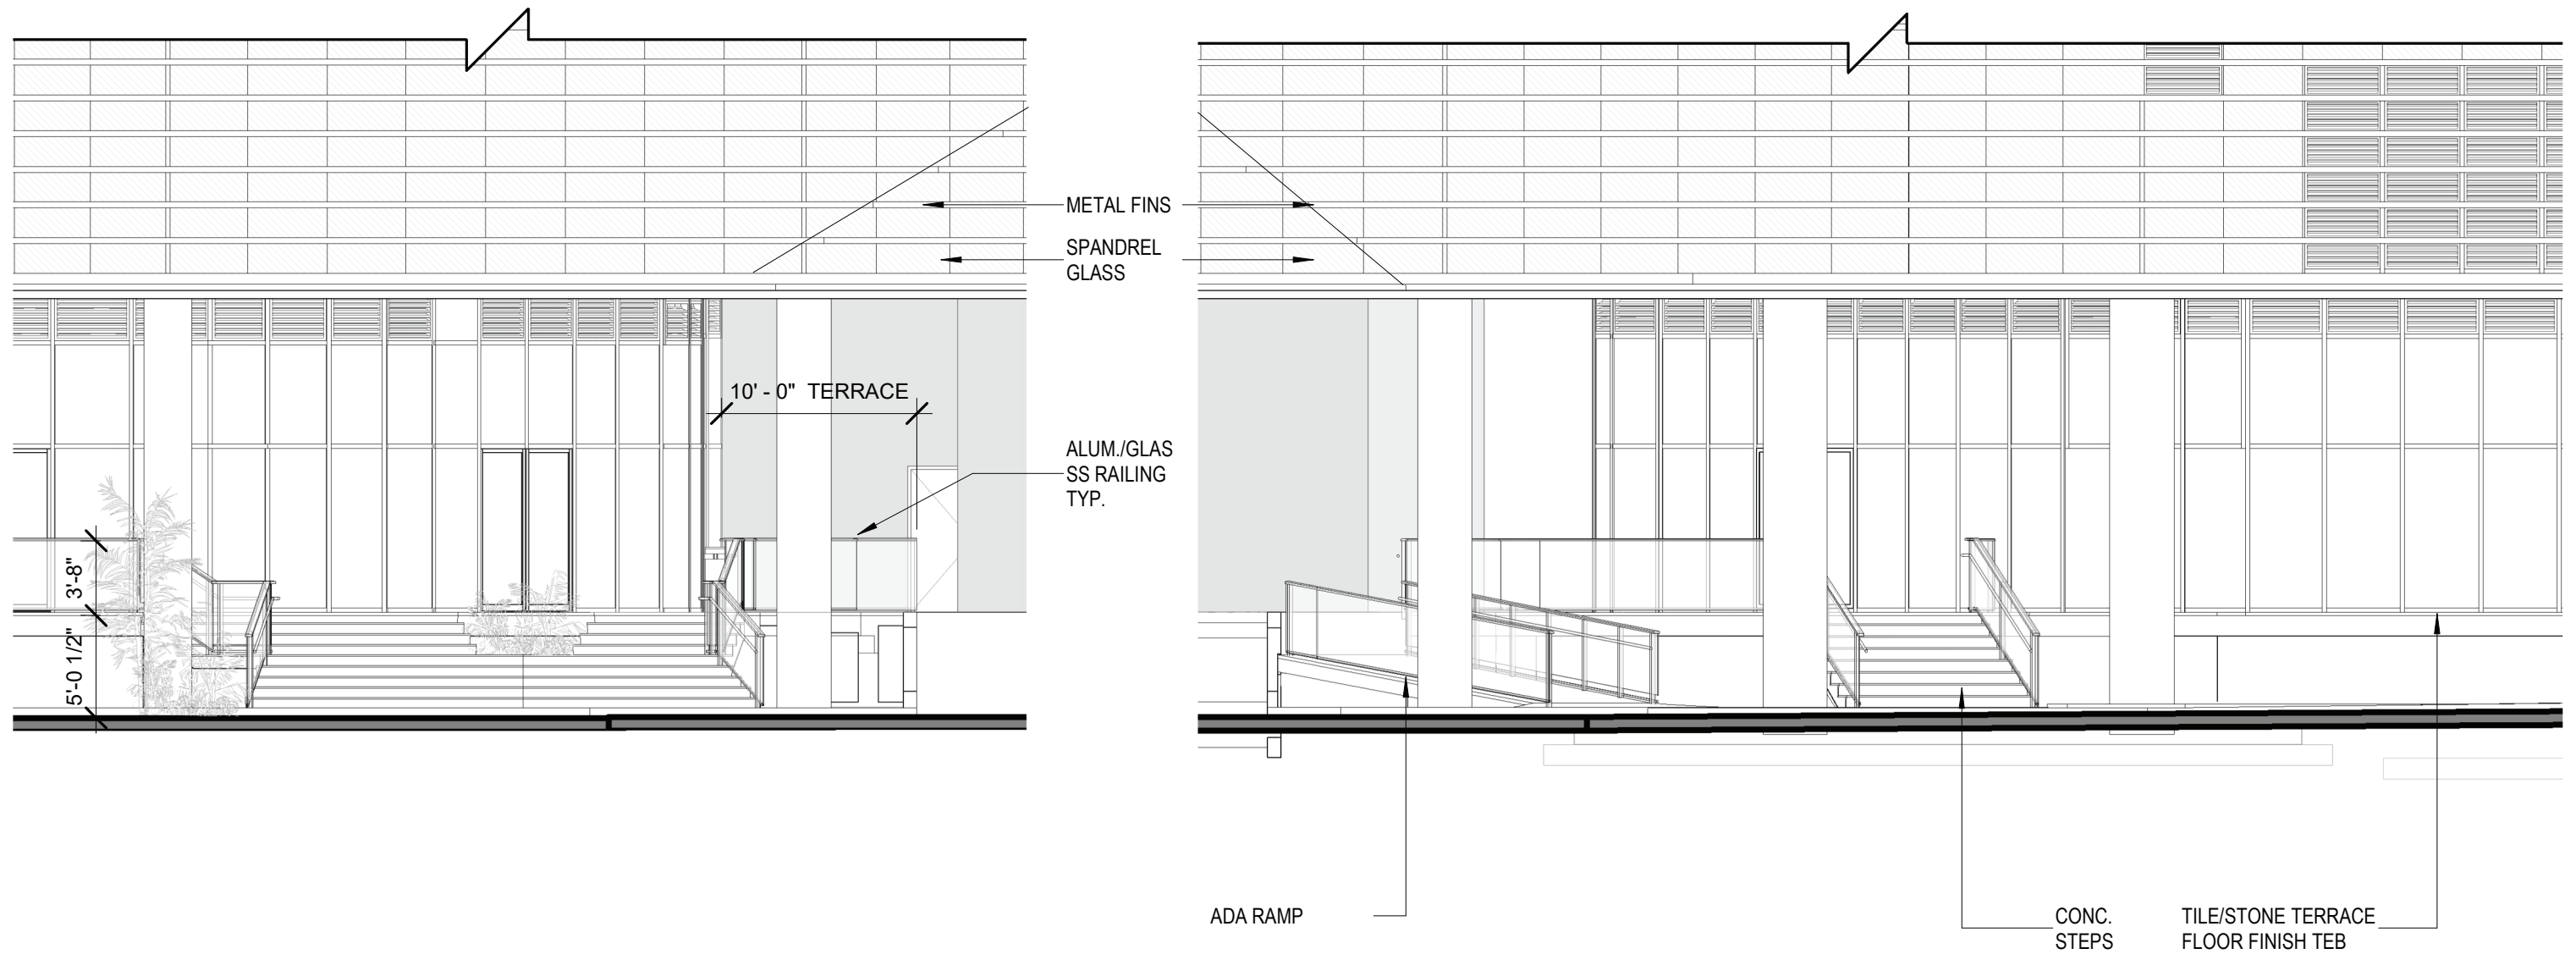 METAL FINS
SPANDREL
GLASS
10' - 0" TERRACE
ALUM./GLAS
SS RAILING
TYP.
3'-8"
5'-0 1/2"
ADA RAMP
CONC.
STEPS
TILE/STONE TERRACE
FLOOR FINISH TEB